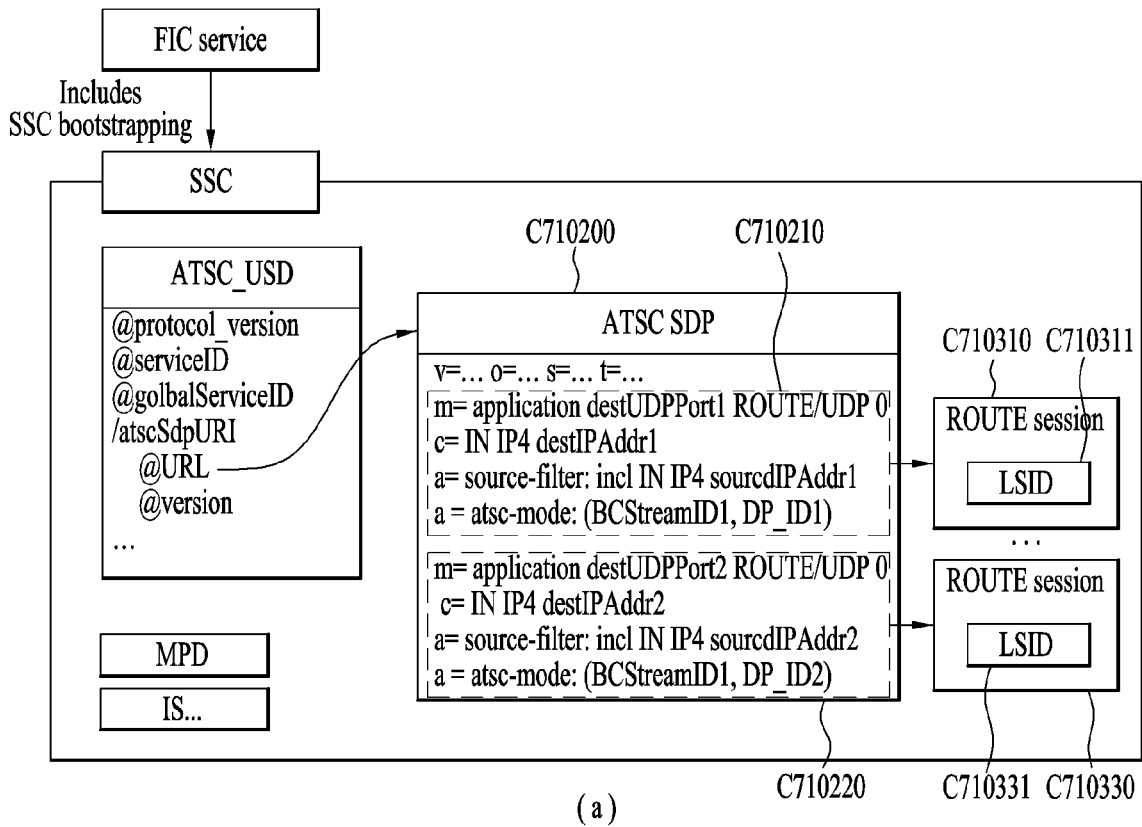 FIC service
Includes
SSC bootstrapping
SSC
ATSC_USD
@protocol_version
@serviceID
@golbalServiceID
/atscSdpURI
@URL
@version
...
MPD
IS...
C710200
C710210
ATSC SDP
v=... o=... s=... t=...
m= application destUDPPort1 ROUTE/UDP 0
c= IN IP4 destIPAddr1
a= source-filter: incl IN IP4 sourcdIPAddr1
a = atsc-mode: (BCStreamID1, DP_ID1)
m= application destUDPPort2 ROUTE/UDP 0
c= IN IP4 destIPAddr2
a= source-filter: incl IN IP4 sourcdIPAddr2
a = atsc-mode: (BCStreamID1, DP_ID2)
C710220
C710310
C710311
ROUTE session
LSID
...
ROUTE session
LSID
C710331
C710330
(a)